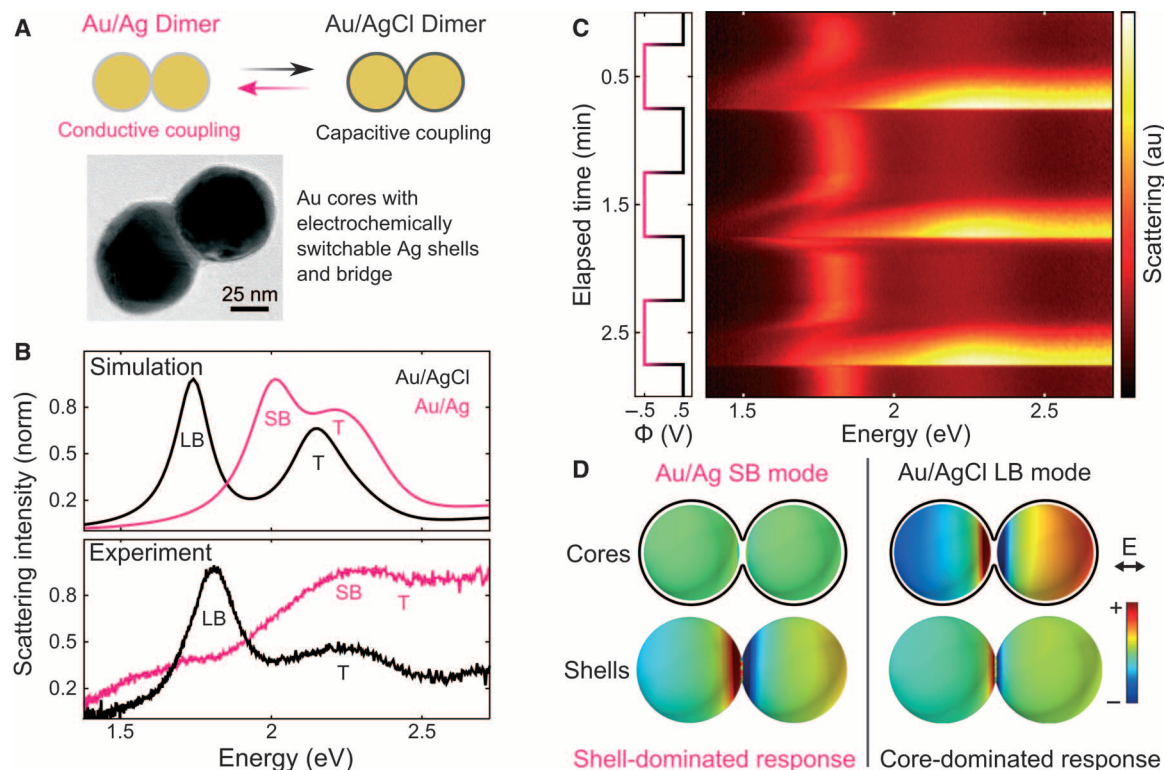 A
Au/Ag Dimer
Au/AgCl Dimer
Conductive coupling
Capacitive coupling
25 nm
Au cores with
electrochemically
switchable Ag shells
and bridge
B
Simulation
Au/AgCl
Au/Ag
LB
SB
T
T
0.8
0.5
0.2
Experiment
LB
SB
T
T
0.8
0.5
0.2
Scattering intensity (norm)
1.5
2
2.5
Energy (eV)
C
Elapsed time (min)
0.5
1.5
2.5
-.5
.5
Φ (V)
1.5
2
2.5
Energy (eV)
Scattering (au)
D
Au/Ag SB mode
Au/AgCl LB mode
Cores
E
Shells
+
–
Shell-dominated response
Core-dominated response